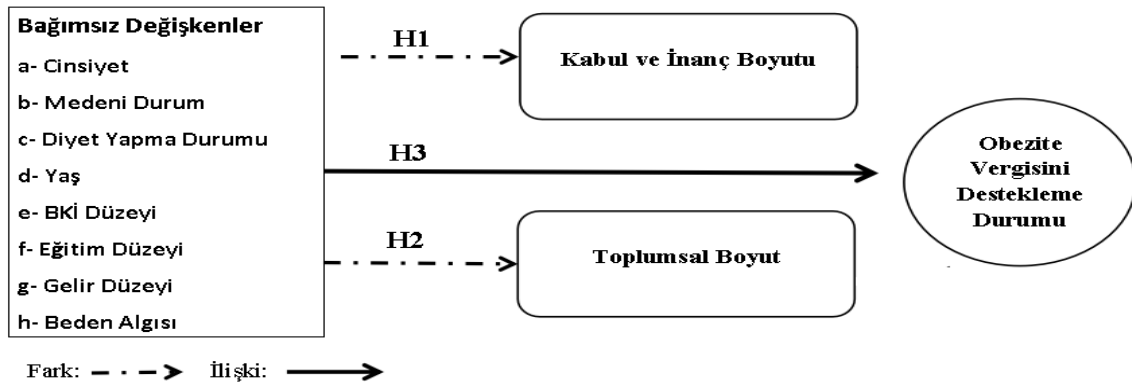 Bağımsız Değişkenler
a- Cinsiyet
b- Medeni Durum
c- Diyet Yapma Durumu
d- Yaş
e- BKİ Düzeyi
f- Eğitim Düzeyi
g- Gelir Düzeyi
h- Beden Algısı
H1
Kabul ve İnanç Boyutu
H3
Obezite
Vergisini
Destekleme
Durumu
H2
Toplumsal Boyut
Fark:
İlişki: